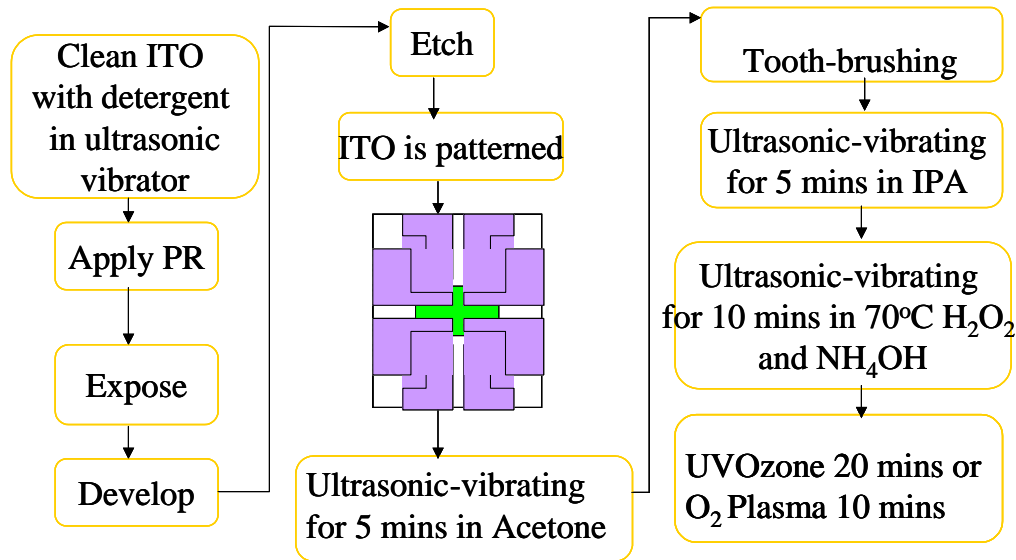 Clean ITO
with detergent
in ultrasonic
vibrator
Apply PR
Expose
Develop
Etch
ITO is patterned
Ultrasonic-vibrating
for 5 mins in Acetone
Tooth-brushing
Ultrasonic-vibrating
for 5 mins in IPA
Ultrasonic-vibrating
for 10 mins in 70°C H₂O₂
and NH₄OH
UVOzone 20 mins or
O₂ Plasma 10 mins